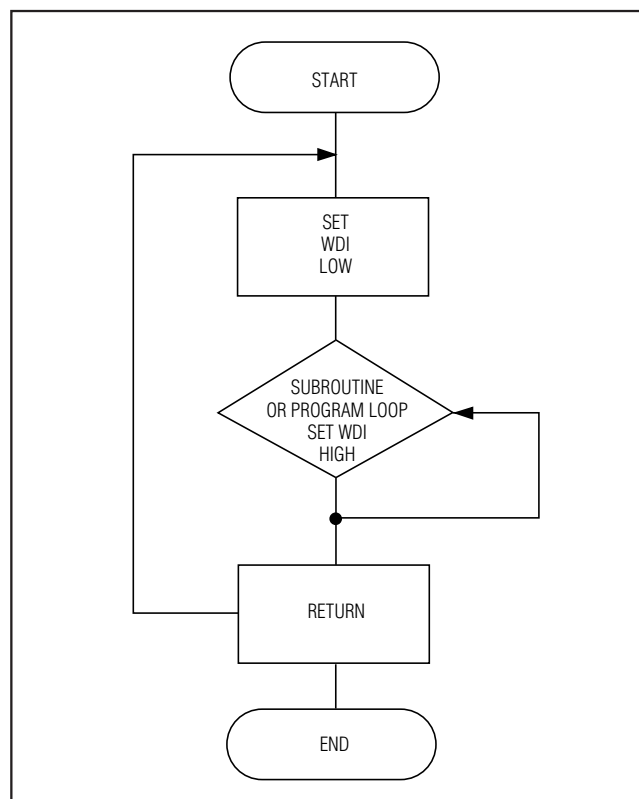 START
SET
WDI
LOW
SUBROUTINE
OR PROGRAM LOOP
SET WDI
HIGH
RETURN
END